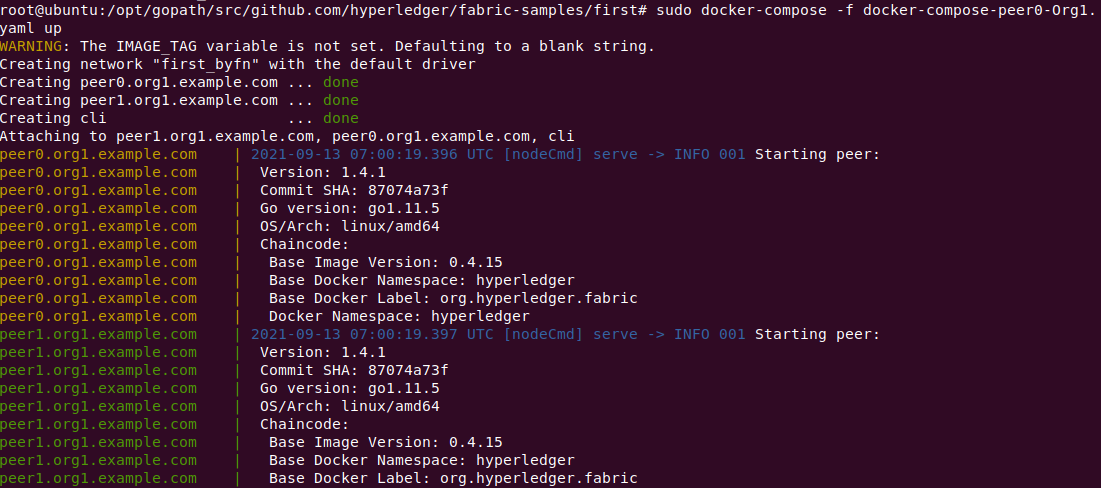 root@ubuntu:/opt/gopath/src/github.com/hyperledger/fabric-samples/first# sudo docker-compose -f docker-compose-peer0-Org1.
yaml up
WARNING: The IMAGE_TAG variable is not set. Defaulting to a blank string.
Creating network "first_byfn" with the default driver
Creating peer0.org1.example.com ... done
Creating peer1.org1.example.com ... done
Creating cli                    ... done
Attaching to peer1.org1.example.com, peer0.org1.example.com, cli
peer0.org1.example.com    | 2021-09-13 07:00:19.396 UTC [nodeCmd] serve -> INFO 001 Starting peer:
peer0.org1.example.com    |  Version: 1.4.1
peer0.org1.example.com    |  Commit SHA: 87074a73f
peer0.org1.example.com    |  Go version: go1.11.5
peer0.org1.example.com    |  OS/Arch: linux/amd64
peer0.org1.example.com    |  Chaincode:
peer0.org1.example.com    |   Base Image Version: 0.4.15
peer0.org1.example.com    |   Base Docker Namespace: hyperledger
peer0.org1.example.com    |   Base Docker Label: org.hyperledger.fabric
peer0.org1.example.com    |   Docker Namespace: hyperledger
peer1.org1.example.com    | 2021-09-13 07:00:19.397 UTC [nodeCmd] serve -> INFO 001 Starting peer:
peer1.org1.example.com    |  Version: 1.4.1
peer1.org1.example.com    |  Commit SHA: 87074a73f
peer1.org1.example.com    |  Go version: go1.11.5
peer1.org1.example.com    |  OS/Arch: linux/amd64
peer1.org1.example.com    |  Chaincode:
peer1.org1.example.com    |   Base Image Version: 0.4.15
peer1.org1.example.com    |   Base Docker Namespace: hyperledger
peer1.org1.example.com    |   Base Docker Label: org.hyperledger.fabric